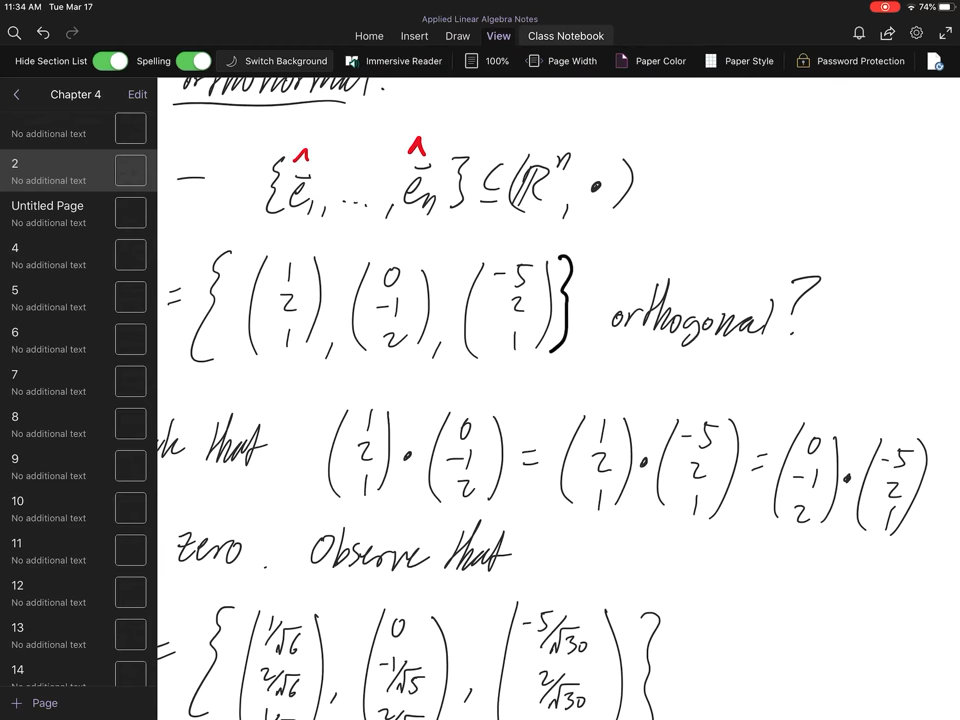 11:34 AM Tue Mar 17
74%
Applied Linear Algebra Notes
Home Insert Draw View Class Notebook
Hide Section List Spelling Switch Background Immersive Reader 100% Page Width Paper Color Paper Style Password Protection
Chapter 4 Edit
No additional text
2
No additional text
Untitled Page
No additional text
4
No additional text
5
No additional text
6
No additional text
7
No additional text
8
No additional text
9
No additional text
10
No additional text
11
No additional text
12
No additional text
13
No additional text
14
No additional text
+ Page
orthonormal.
— {ê₁, ..., êₙ} ⊆ (ℝⁿ, •)
= { (1 2 1), (0 -1 2), (-5 2 1) } orthogonal?
that (1 2 1) • (0 -1 2) = (1 2 1) • (-5 2 1) = (0 -1 2) • (-5 2 1)
zero. Observe that
= { (1/√6 2/√6, (0 -1/√5, (-5/√30 2/√30 }